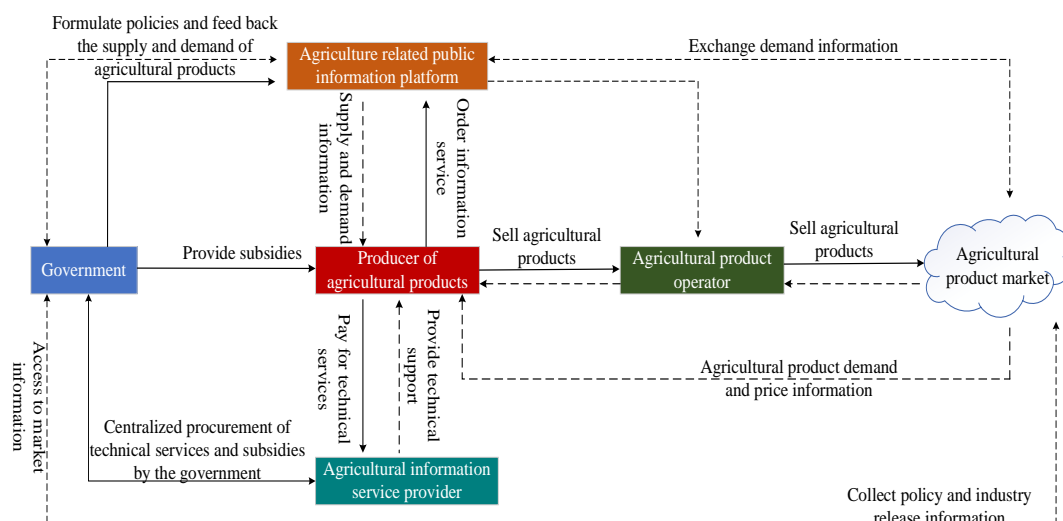 Formulate policies and feed back
the supply and demand of
agricultural products
Agriculture related public
information platform
Exchange demand information
Supply and demand
information
Order information
service
Government
Provide subsidies
Producer of
agricultural products
Sell agricultural
products
Agricultural product
operator
Sell agricultural
products
Agricultural
product market
Access to market
information
Pay for technical
services
Provide technical
support
Agricultural product demand
and price information
Centralized procurement of
technical services and subsidies
by the government
Agricultural information
service provider
Collect policy and industry
release information